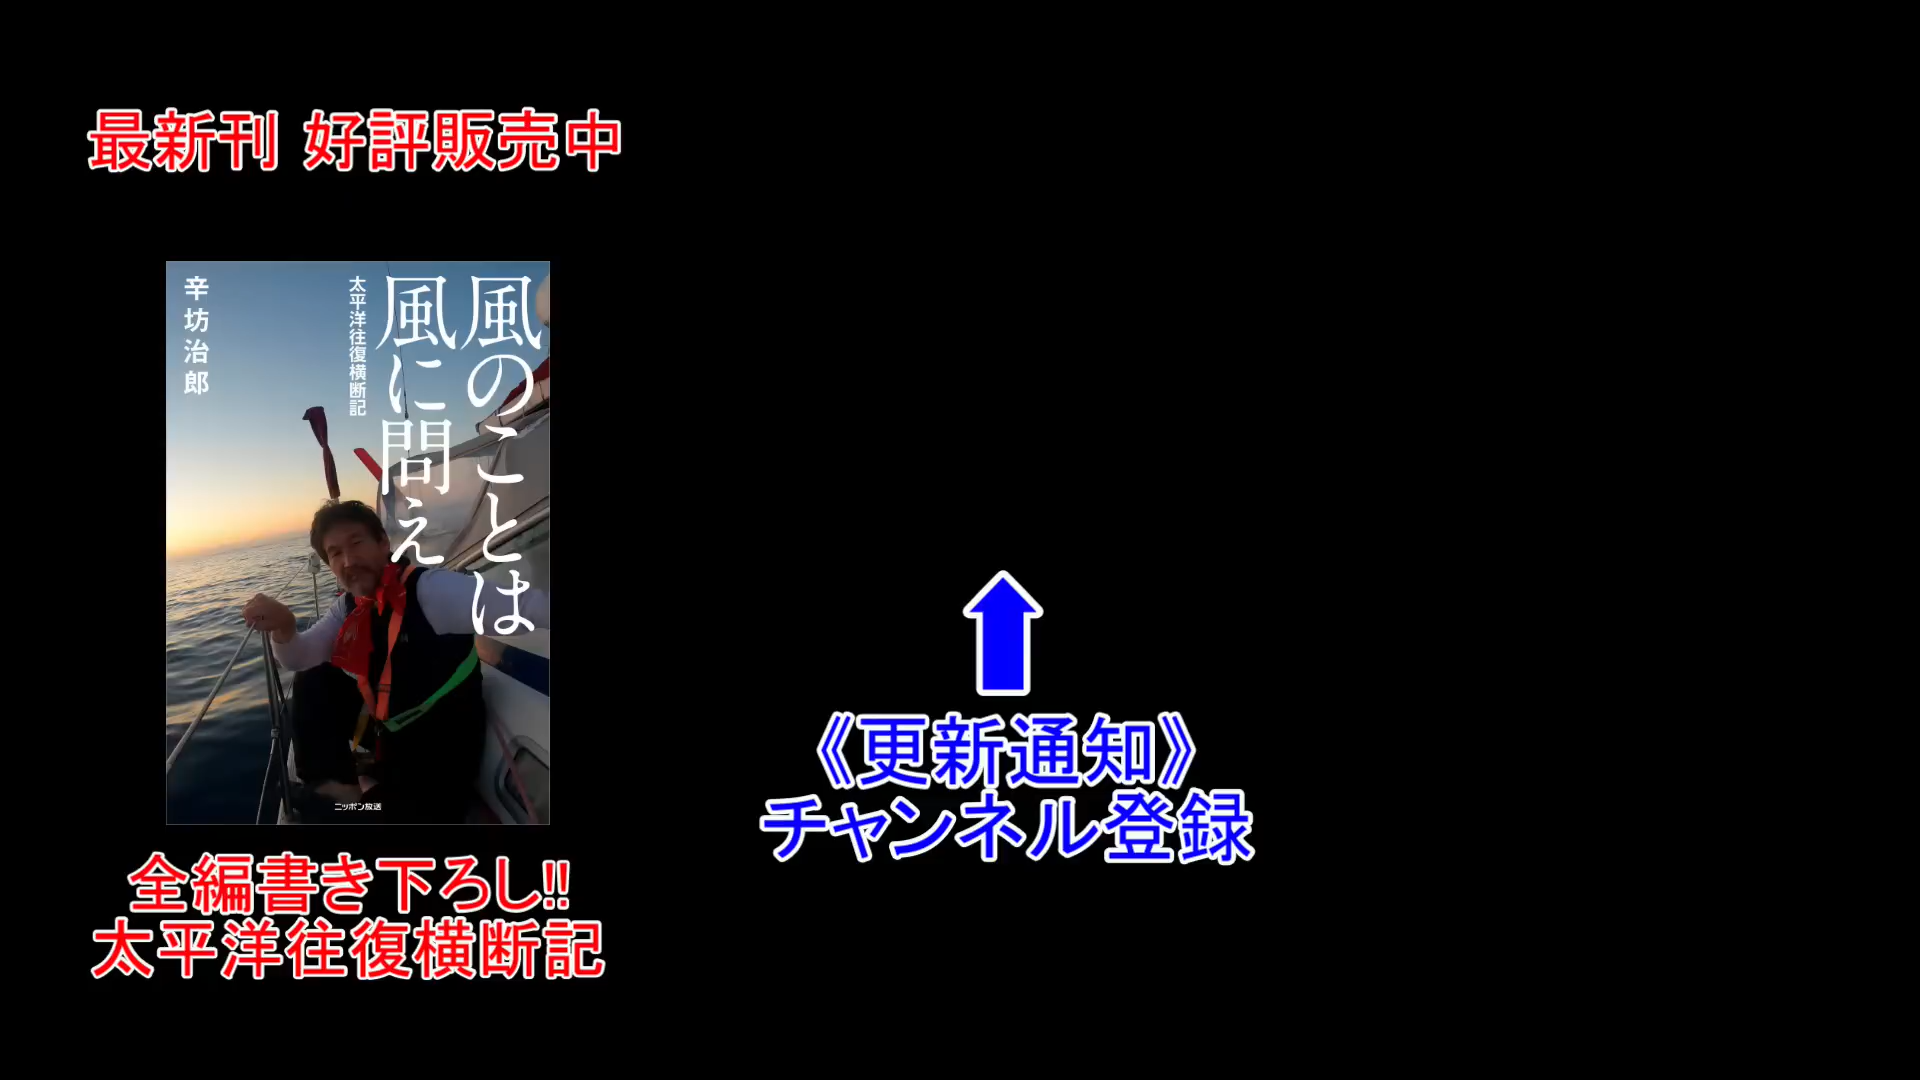 最新刊 好評販売中
風のことは
風に問え
太平洋往復横断記
辛坊治郎
ニッポン放送
全編書き下ろし!!
太平洋往復横断記
《更新通知》
チャンネル登録